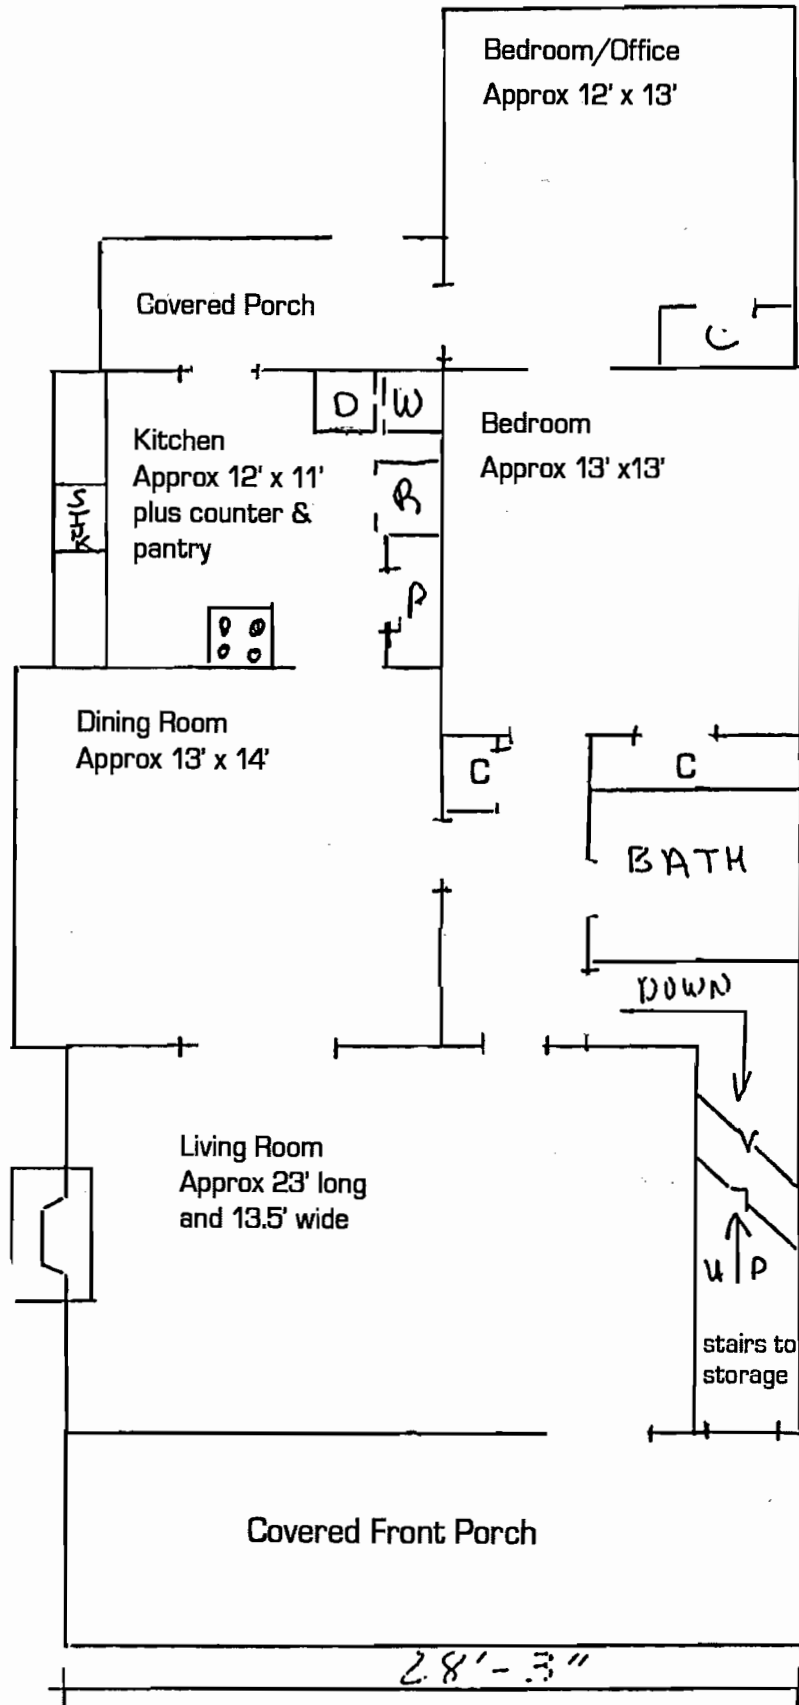 Bedroom/Office
Approx 12' x 13'
Covered Porch
C
D W
Bedroom
Approx 13' x13'
Kitchen
Approx 12' x 11'
plus counter &
pantry
R
SINK
P
Dining Room
Approx 13' x 14'
C
C
BATH
DOWN
Living Room
Approx 23' long
and 13.5' wide
UP
stairs to
storage
Covered Front Porch
28'-3"